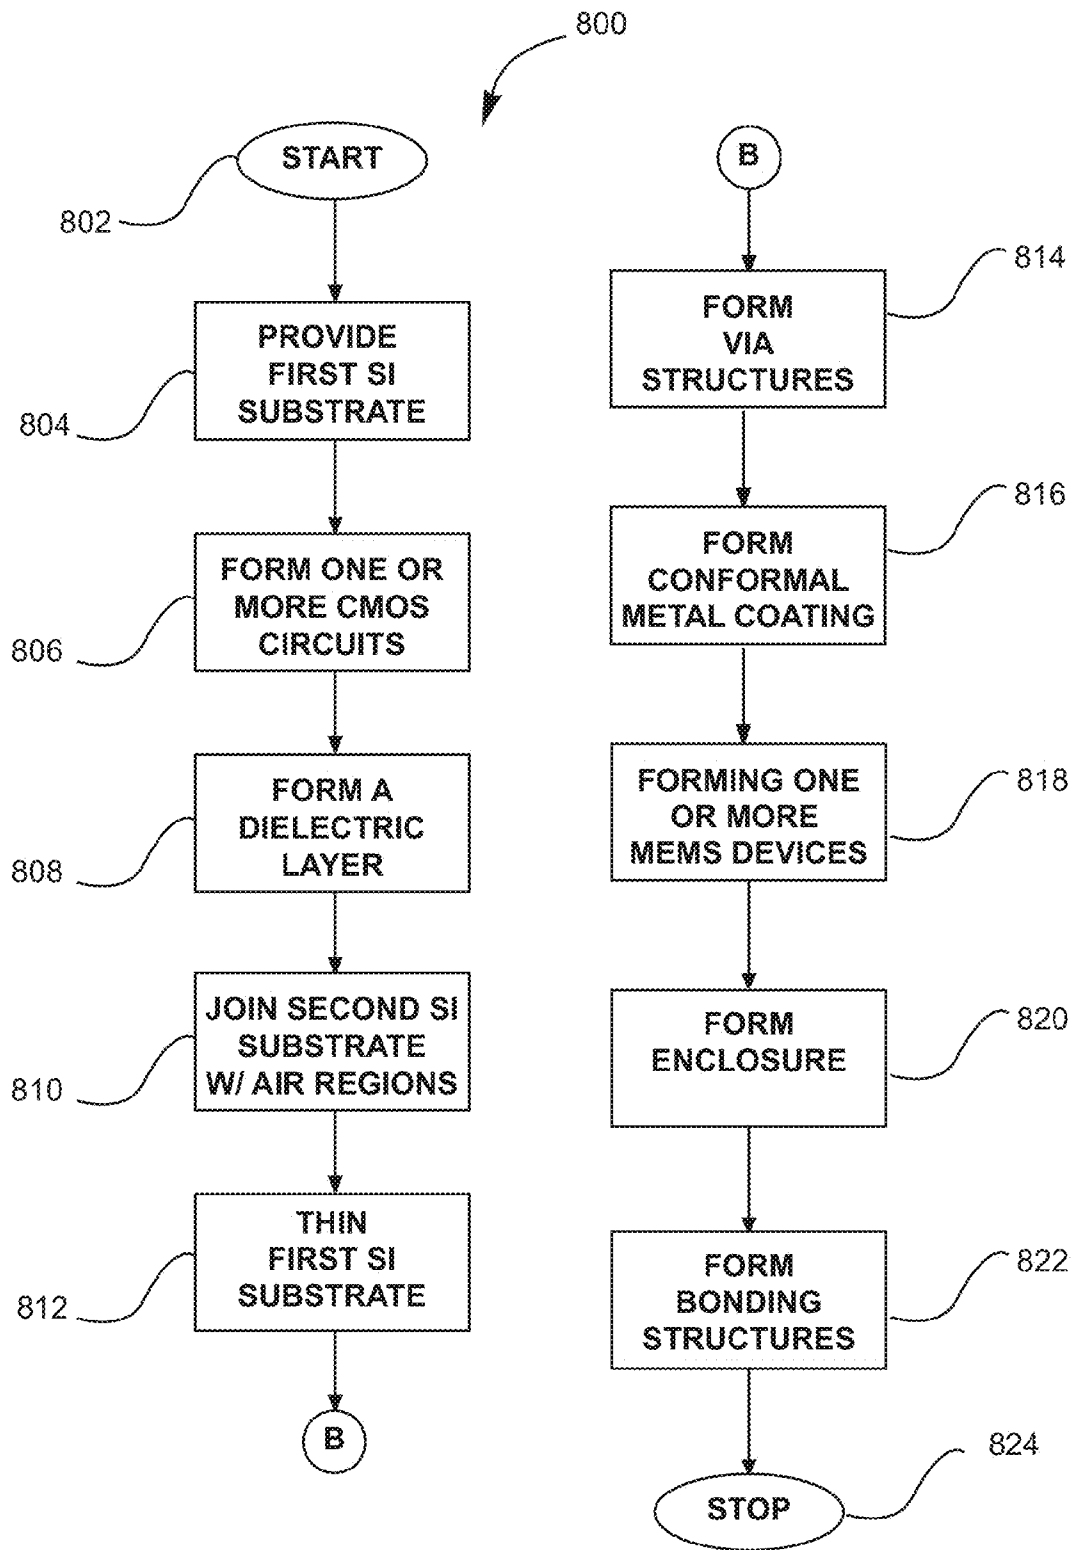 800
START
802
PROVIDE
FIRST SI
SUBSTRATE
804
FORM ONE OR
MORE CMOS
CIRCUITS
806
FORM A
DIELECTRIC
LAYER
808
JOIN SECOND SI
SUBSTRATE
W/ AIR REGIONS
810
THIN
FIRST SI
SUBSTRATE
812
B
B
FORM
VIA
STRUCTURES
814
FORM
CONFORMAL
METAL COATING
816
FORMING ONE
OR MORE
MEMS DEVICES
818
FORM
ENCLOSURE
820
FORM
BONDING
STRUCTURES
822
STOP
824